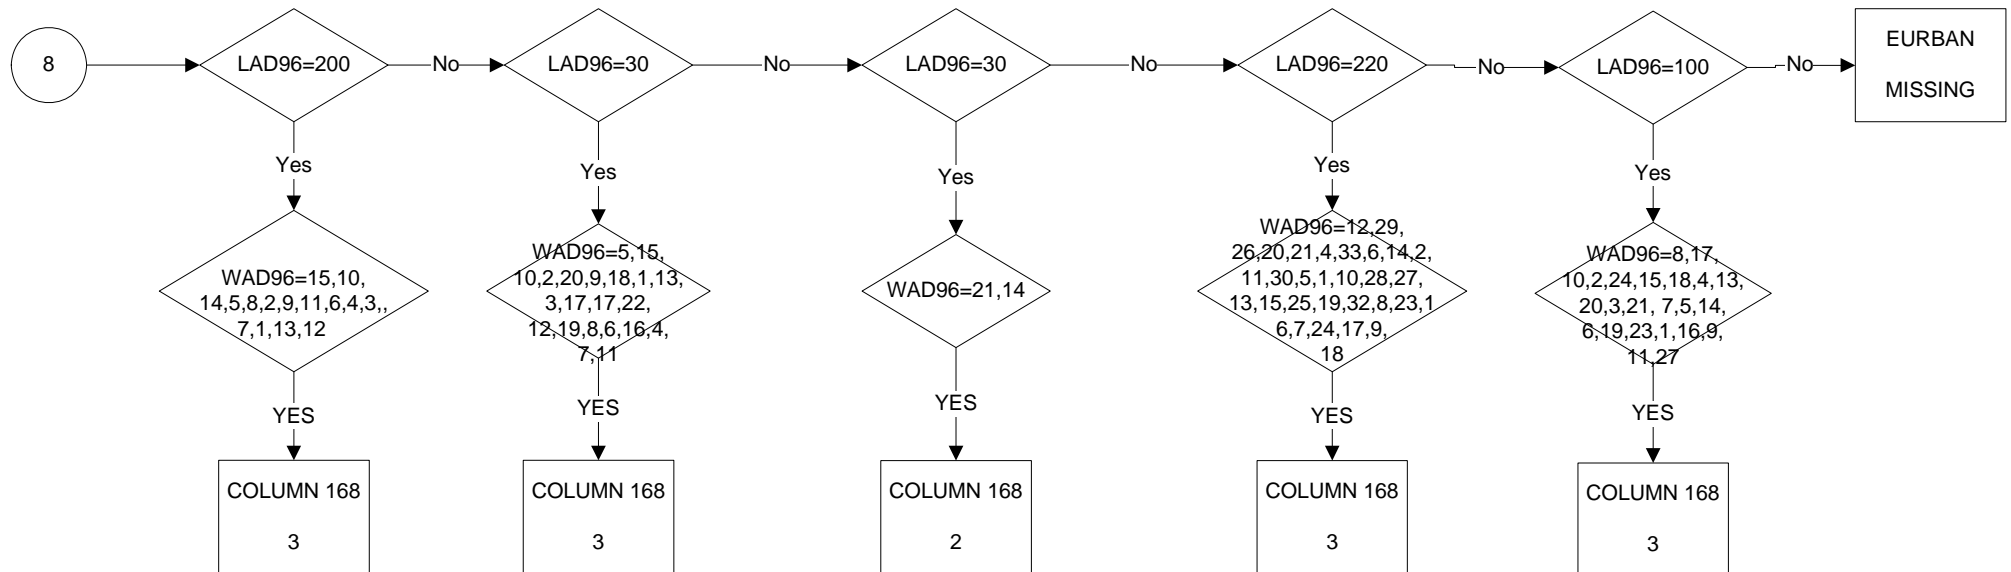 8
LAD96=200
No
LAD96=30
No
LAD96=30
No
LAD96=220
No
LAD96=100
No
EURBAN
MISSING
Yes
Yes
Yes
Yes
Yes
WAD96=15,10,
14,5,8,2,9,11,6,4,3,,
7,1,13,12
WAD96=5,15,
10,2,20,9,18,1,13,
3,17,17,22,
12,19,8,6,16,4,
7,11
WAD96=21,14
WAD96=12,29,
26,20,21,4,33,6,14,2,
11,30,5,1,10,28,27,
13,15,25,19,32,8,23,1
6,7,24,17,9,
18
WAD96=8,17,
10,2,24,15,18,4,13,
20,3,21, 7,5,14,
6,19,23,1,16,9,
11,27
YES
YES
YES
YES
YES
COLUMN 168
3
COLUMN 168
3
COLUMN 168
2
COLUMN 168
3
COLUMN 168
3